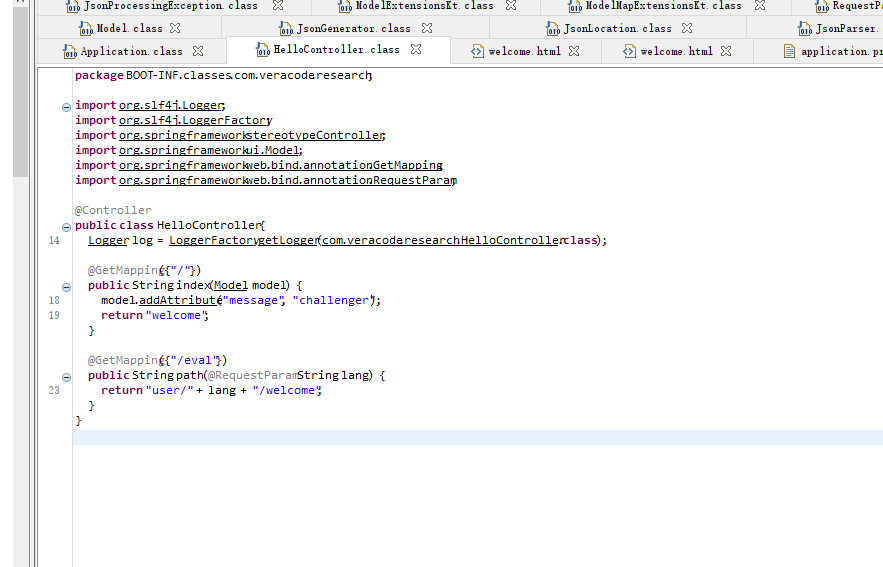 JsonProcessingException.class ModelExtensionsKt.class ModelMapExtensionsKt.class RequestPa
Model.class JsonGenerator.class JsonLocation.class JsonParser.
Application.class HelloController.class welcome.html welcome.html application.pr
package BOOT-INF.classes.com.veracode.research;
import org.slf4j.Logger;
import org.slf4j.LoggerFactory;
import org.springframework.stereotype.Controller;
import org.springframework.ui.Model;
import org.springframework.web.bind.annotation.GetMapping;
import org.springframework.web.bind.annotation.RequestParam;
@Controller
public class HelloController {
14 Logger log = LoggerFactory.getLogger(com.veracode.research.HelloController.class);
@GetMapping({"/"})
public String index(Model model) {
18 model.addAttribute("message", "challenger");
19 return "welcome";
}
@GetMapping({"/eval"})
public String path(@RequestParam String lang) {
23 return "user/" + lang + "/welcome";
}
}